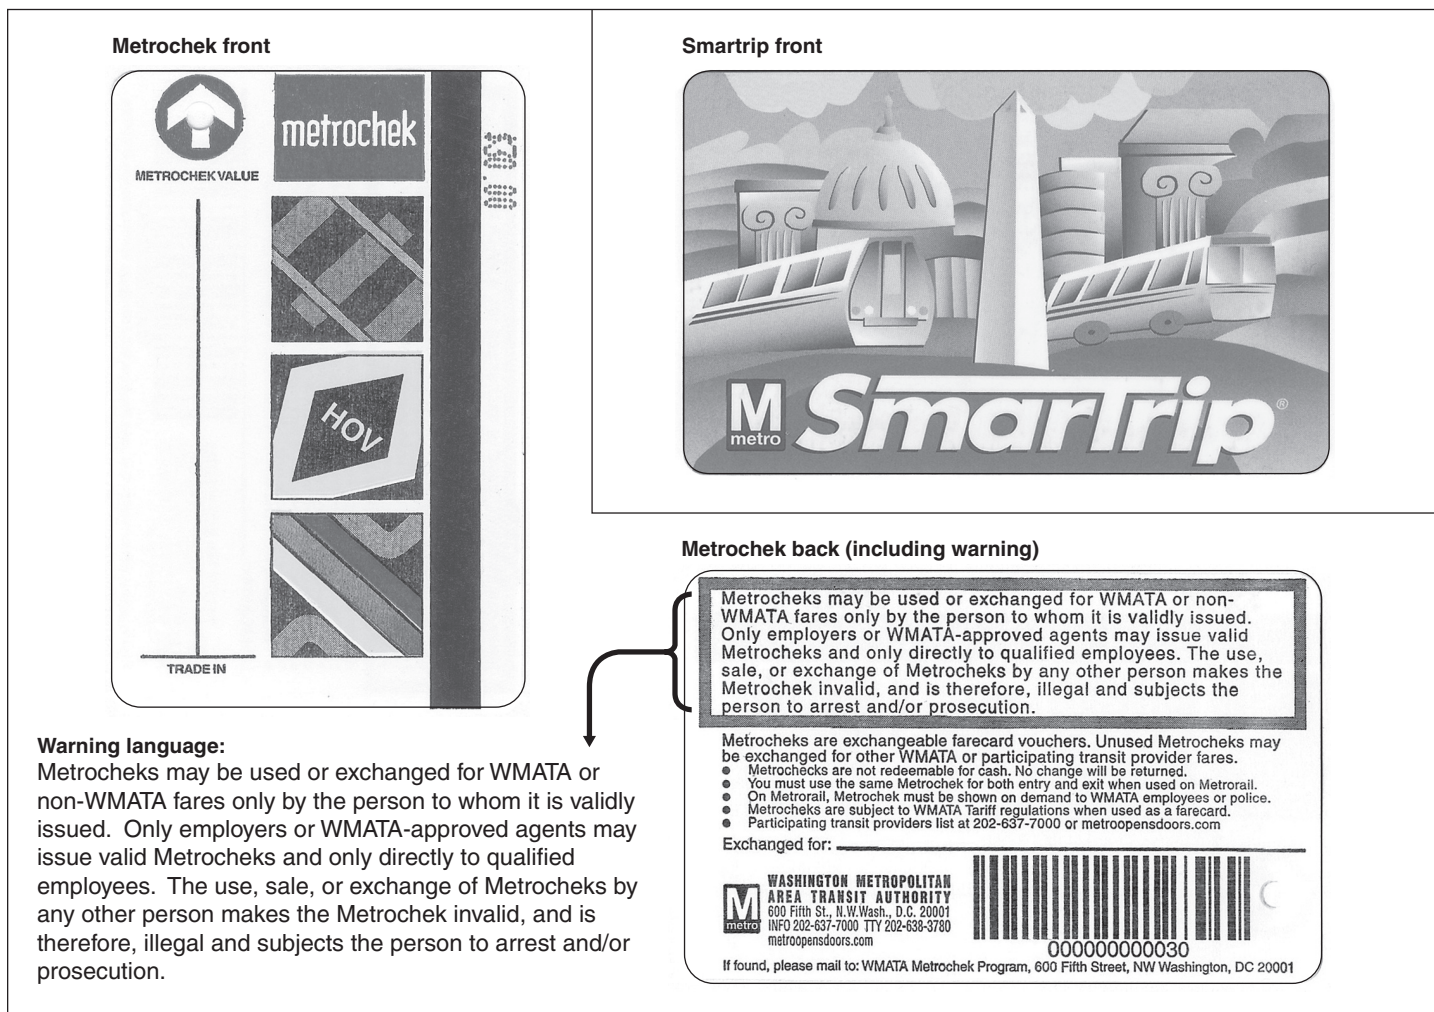 Metrochek front
METROCHEK VALUE
metrochek
$30.00
HOV
TRADE IN
Smartrip front
M
metro
SmarTrip®
Metrochek back (including warning)
Metrocheks may be used or exchanged for WMATA or non-
WMATA fares only by the person to whom it is validly issued.
Only employers or WMATA-approved agents may issue valid
Metrocheks and only directly to qualified employees. The use,
sale, or exchange of Metrocheks by any other person makes the
Metrochek invalid, and is therefore, illegal and subjects the
person to arrest and/or prosecution.
Metrocheks are exchangeable farecard vouchers. Unused Metrocheks may
be exchanged for other WMATA or participating transit provider fares.
● Metrochecks are not redeemable for cash. No change will be returned.
● You must use the same Metrochek for both entry and exit when used on Metrorail.
● On Metrorail, Metrochek must be shown on demand to WMATA employees or police.
● Metrocheks are subject to WMATA Tariff regulations when used as a farecard.
● Participating transit providers list at 202-637-7000 or metroopensdoors.com
Exchanged for:
M
metro
WASHINGTON METROPOLITAN
AREA TRANSIT AUTHORITY
600 Fifth St., N.W.Wash., D.C. 20001
INFO 202-637-7000 TTY 202-638-3780
metroopensdoors.com
000000000030
If found, please mail to: WMATA Metrochek Program, 600 Fifth Street, NW Washington, DC 20001
Warning language:
Metrocheks may be used or exchanged for WMATA or
non-WMATA fares only by the person to whom it is validly
issued.  Only employers or WMATA-approved agents may
issue valid Metrocheks and only directly to qualified
employees.  The use, sale, or exchange of Metrocheks by
any other person makes the Metrochek invalid, and is
therefore, illegal and subjects the person to arrest and/or
prosecution.